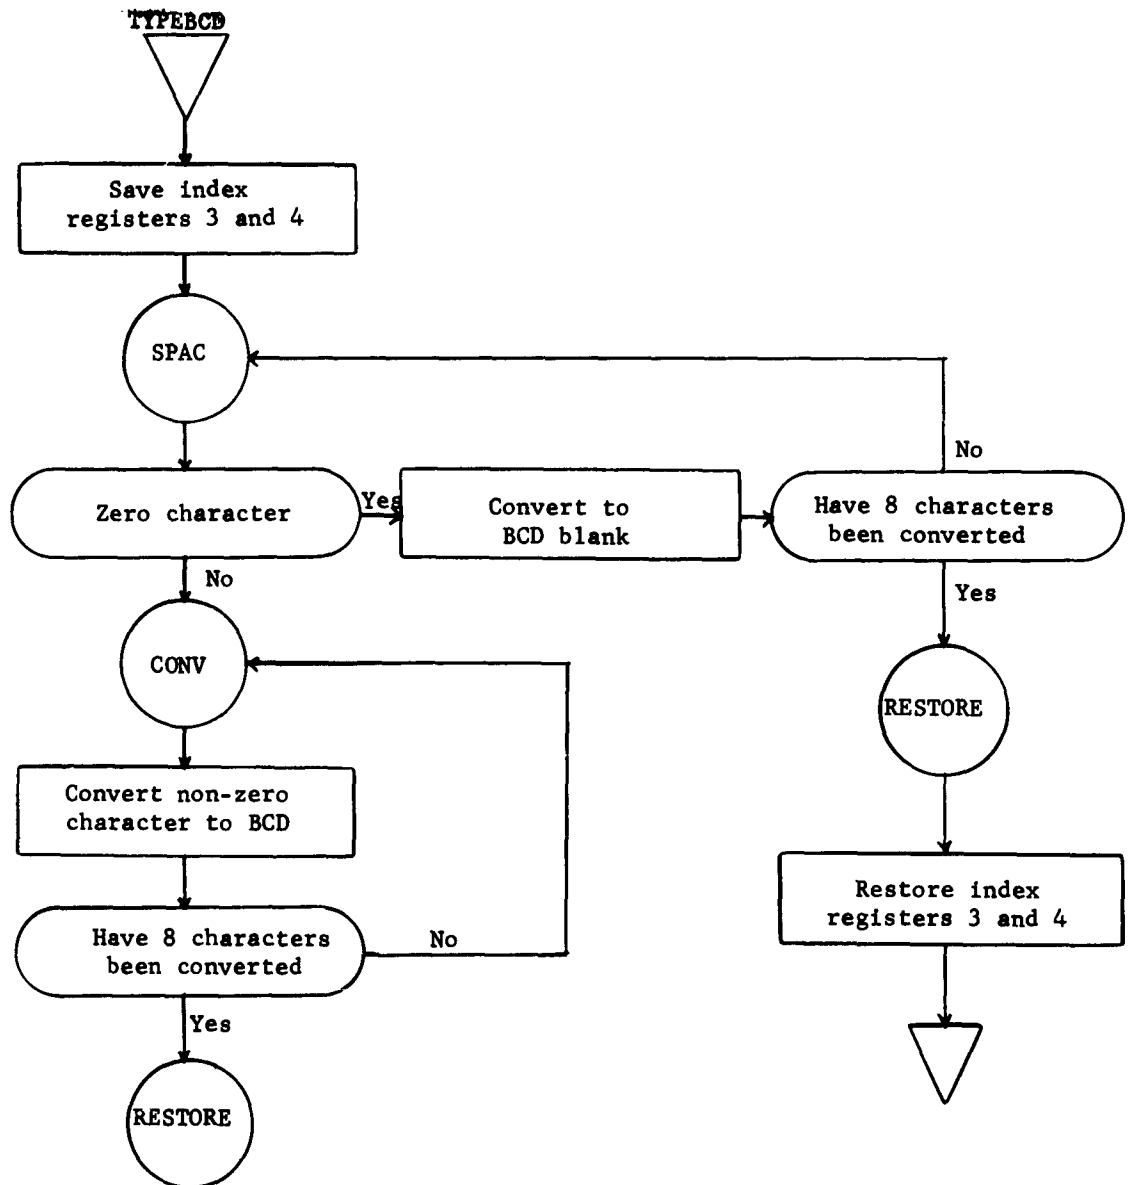 TYPEBCD
Save index
registers 3 and 4
SPAC
No
Zero character
Yes
Convert to
BCD blank
Have 8 characters
been converted
No
Yes
CONV
RESTORE
Convert non-zero
character to BCD
Restore index
registers 3 and 4
Have 8 characters
been converted
No
Yes
RESTORE